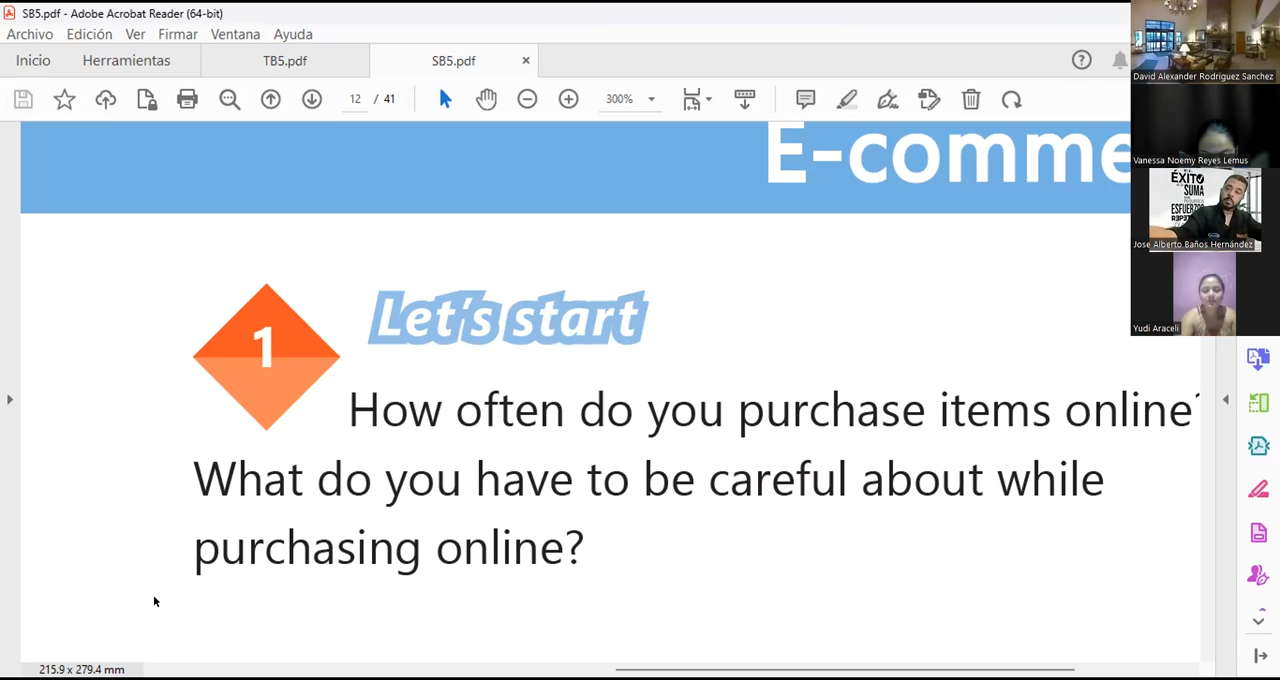 SB5.pdf - Adobe Acrobat Reader (64-bit)
Archivo Edición Ver Firmar Ventana Ayuda
Inicio Herramientas TB5.pdf SB5.pdf ×
12 / 41 300%
E-comme
1 Let's start
How often do you purchase items online?
What do you have to be careful about while
purchasing online?
215.9 x 279.4 mm
David Alexander Rodriguez Sanchez
Vanessa Noemy Reyes Lemus
ÉXITO
SUMA
ESFUERZOS
Jose Alberto Baños Hernández
Yudi Araceli